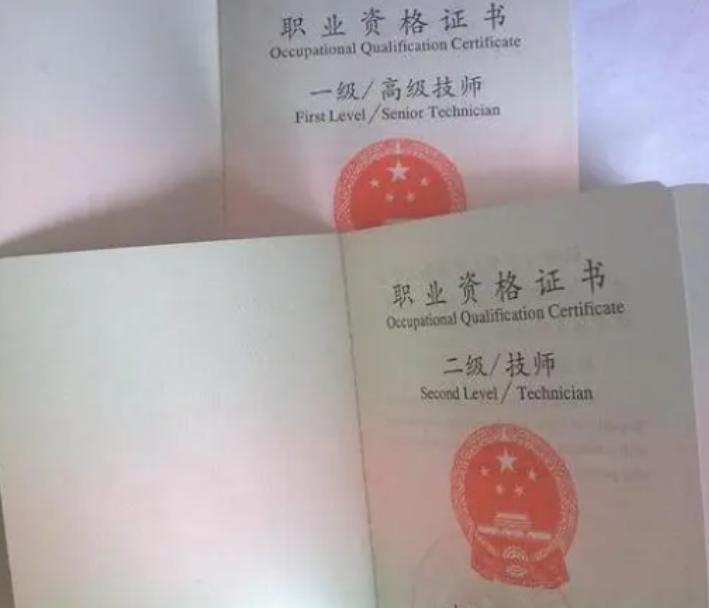 职业资格证书
Occupational Qualification Certificate
一级/高级技师
First Level/Senior Technician
职业资格证书
Occupational Qualification Certificate
二级/技师
Second Level/Technician